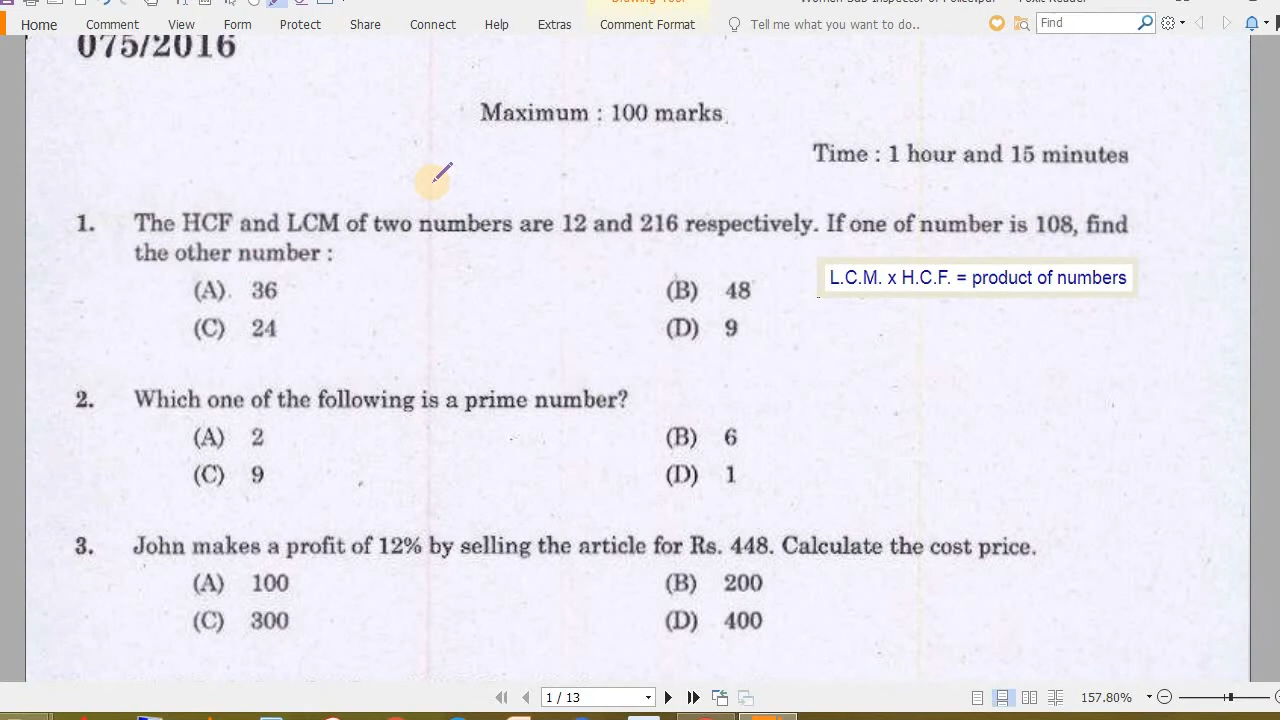 Home Comment View Form Protect Share Connect Help Extras Comment Format Tell me what you want to do.. Find
075/2016
Maximum : 100 marks
Time : 1 hour and 15 minutes
1. The HCF and LCM of two numbers are 12 and 216 respectively. If one of number is 108, find
the other number :
L.C.M. x H.C.F. = product of numbers
(A) 36 (B) 48
(C) 24 (D) 9
2. Which one of the following is a prime number?
(A) 2 (B) 6
(C) 9 (D) 1
3. John makes a profit of 12% by selling the article for Rs. 448. Calculate the cost price.
(A) 100 (B) 200
(C) 300 (D) 400
1 / 13 157.80%